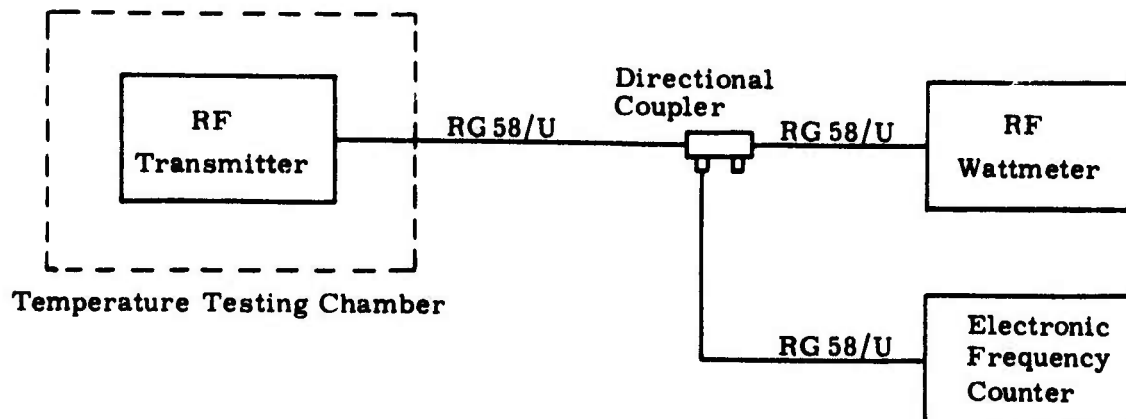 RF
Transmitter
Temperature Testing Chamber
RG 58/U
Directional
Coupler
RG 58/U
RF
Wattmeter
RG 58/U
Electronic
Frequency
Counter